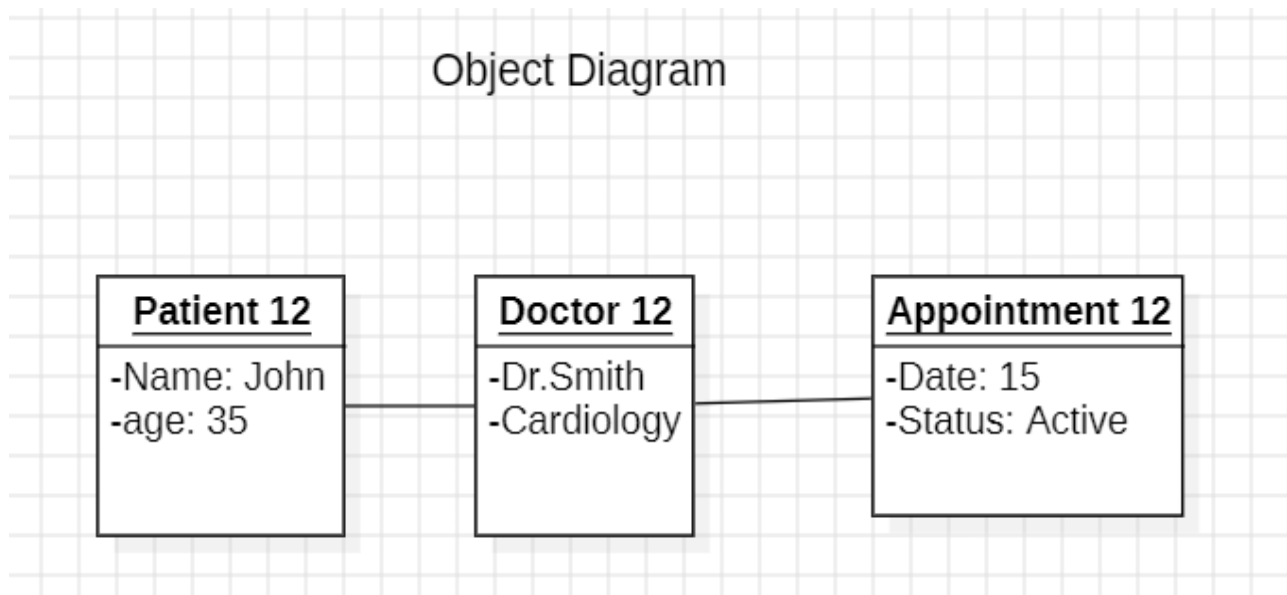 Object Diagram
Patient 12
-Name: John
-age: 35
Doctor 12
-Dr.Smith
-Cardiology
Appointment 12
-Date: 15
-Status: Active